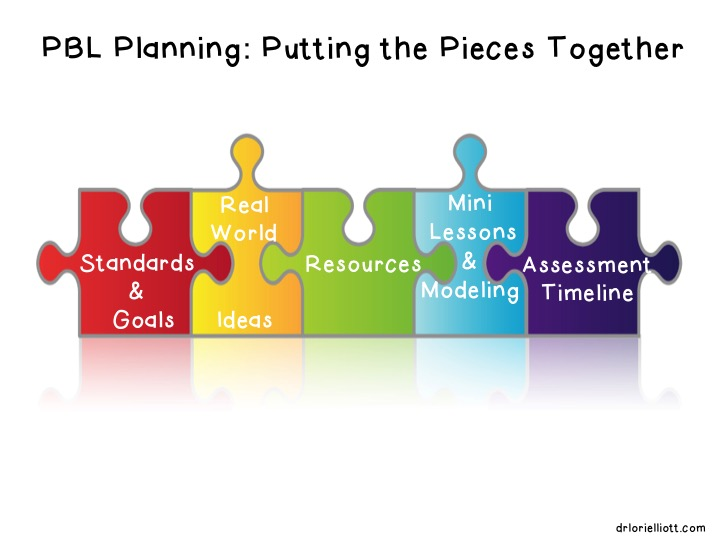 PBL Planning: Putting the Pieces Together
Standards
&
Goals
Real
World
Ideas
Resources
Mini
Lessons
&
Modeling
Assessment
Timeline
drlorielliott.com